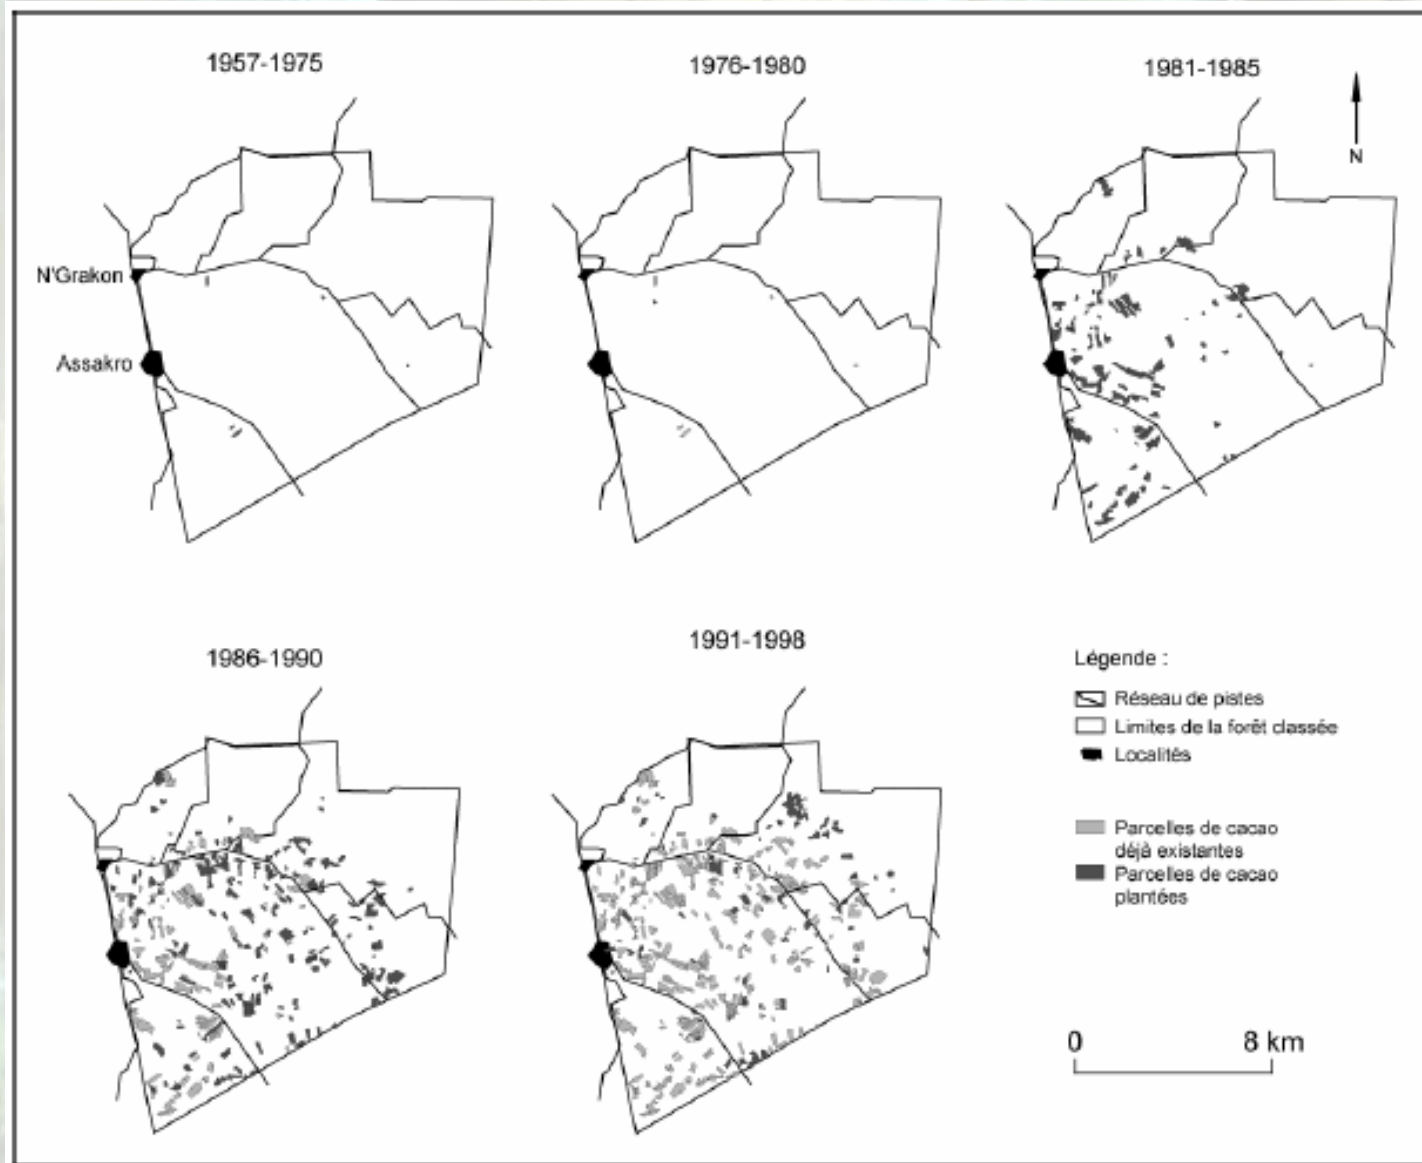 1957-1975
1976-1980
1981-1985
N
N'Grakon
Assakro
1986-1990
1991-1998
Légende :
Réseau de pistes
Limites de la forêt classée
Localités
Parcelles de cacao
déjà existantes
Parcelles de cacao
plantées
0 8 km